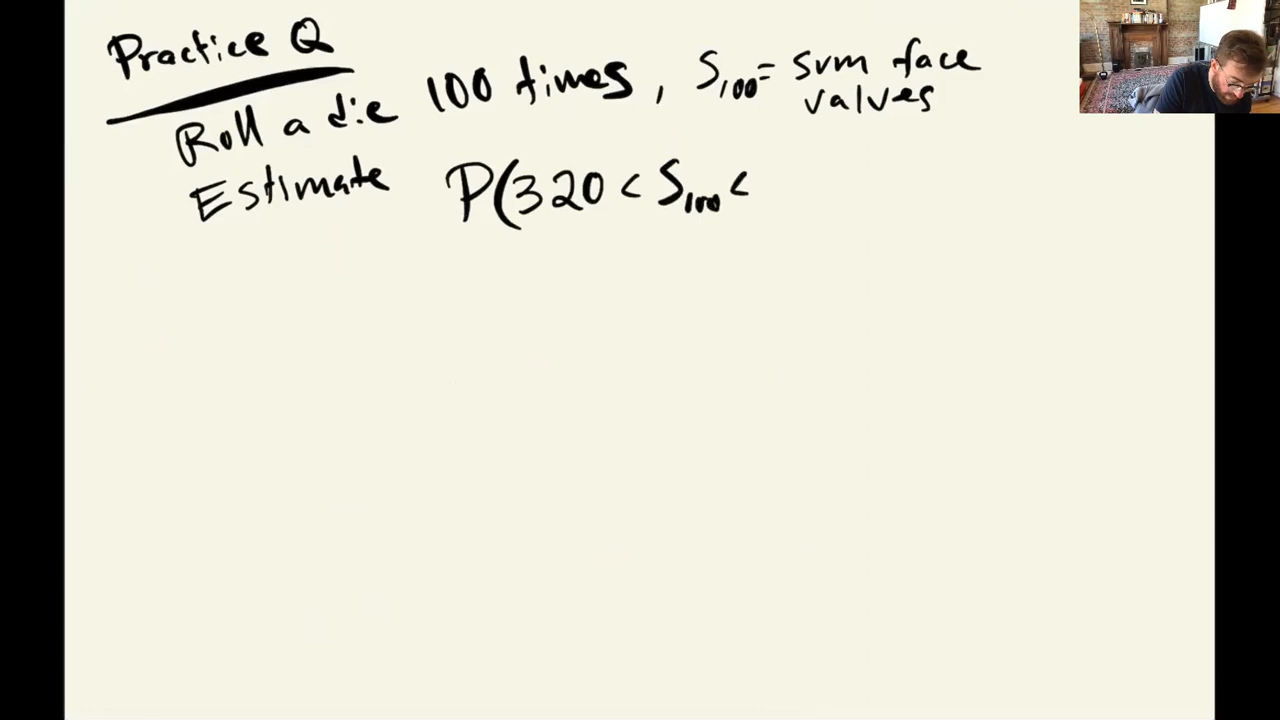 Practice Q
Roll a die 100 times, S₁₀₀= sum face
values
Estimate P(320 < S₁₀₀ <